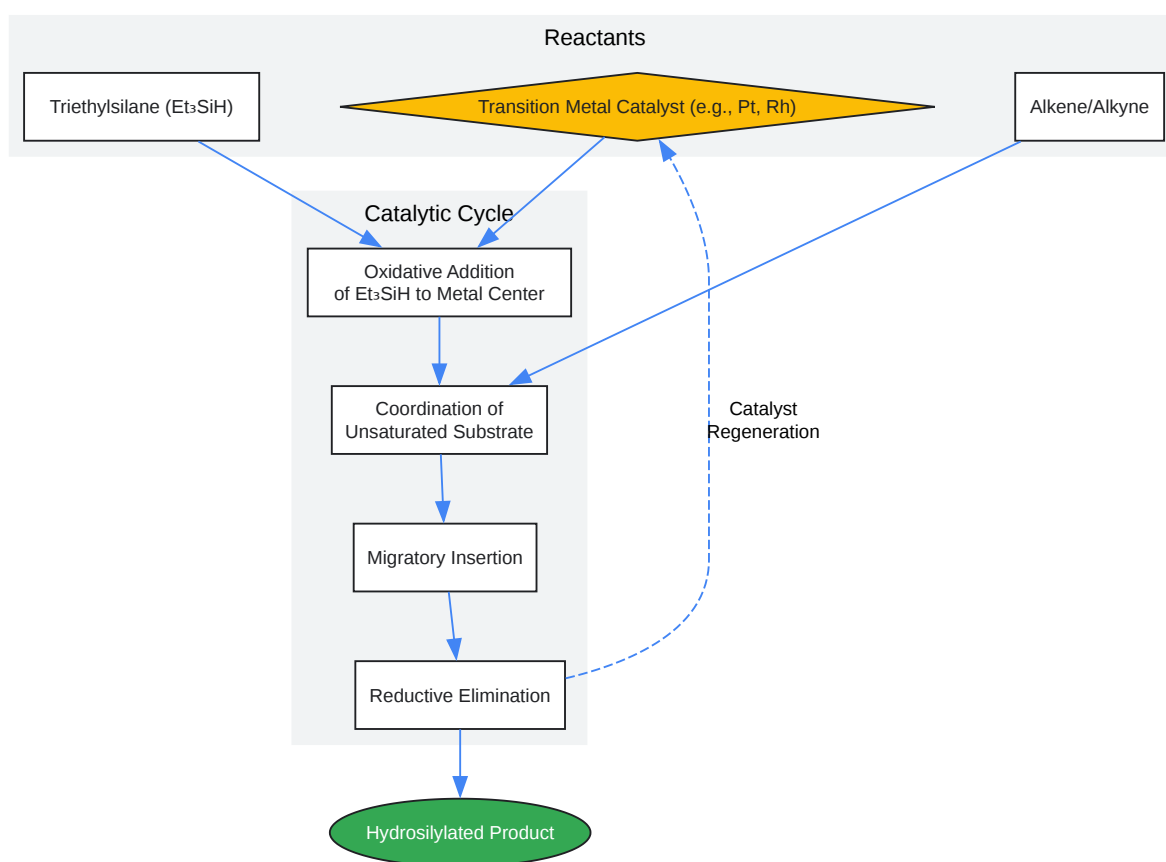 Reactants
Triethylsilane (Et₃SiH)
Transition Metal Catalyst (e.g., Pt, Rh)
Alkene/Alkyne
Catalytic Cycle
Oxidative Addition
of Et₃SiH to Metal Center
Coordination of
Unsaturated Substrate
Catalyst
Regeneration
Migratory Insertion
Reductive Elimination
Hydrosilylated Product